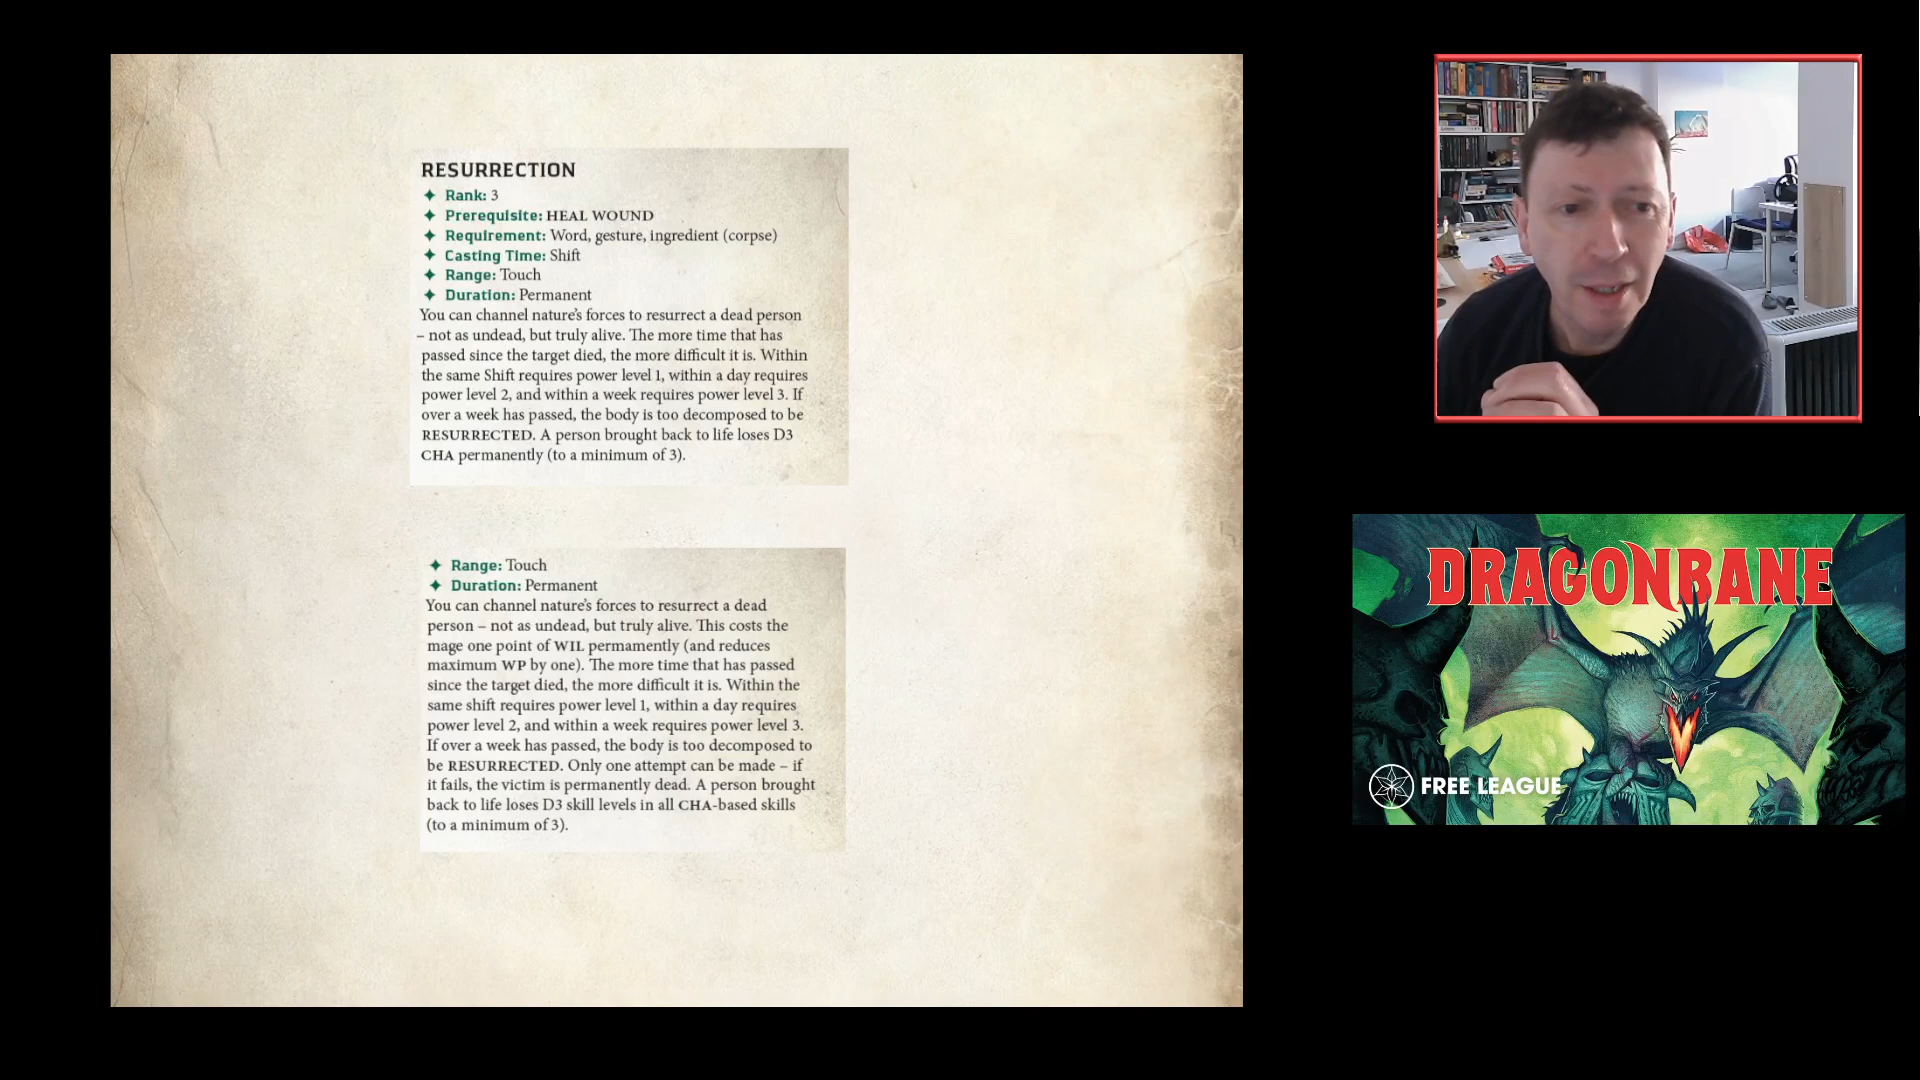 RESURRECTION
✦ Rank: 3
✦ Prerequisite: HEAL WOUND
✦ Requirement: Word, gesture, ingredient (corpse)
✦ Casting Time: Shift
✦ Range: Touch
✦ Duration: Permanent
You can channel nature's forces to resurrect a dead person
– not as undead, but truly alive. The more time that has
passed since the target died, the more difficult it is. Within
the same Shift requires power level 1, within a day requires
power level 2, and within a week requires power level 3. If
over a week has passed, the body is too decomposed to be
RESURRECTED. A person brought back to life loses D3
CHA permanently (to a minimum of 3).
✦ Range: Touch
✦ Duration: Permanent
You can channel nature's forces to resurrect a dead
person – not as undead, but truly alive. This costs the
mage one point of WIL permamently (and reduces
maximum WP by one). The more time that has passed
since the target died, the more difficult it is. Within the
same shift requires power level 1, within a day requires
power level 2, and within a week requires power level 3.
If over a week has passed, the body is too decomposed to
be RESURRECTED. Only one attempt can be made – if
it fails, the victim is permanently dead. A person brought
back to life loses D3 skill levels in all CHA-based skills
(to a minimum of 3).
DRAGONBANE
FREE LEAGUE